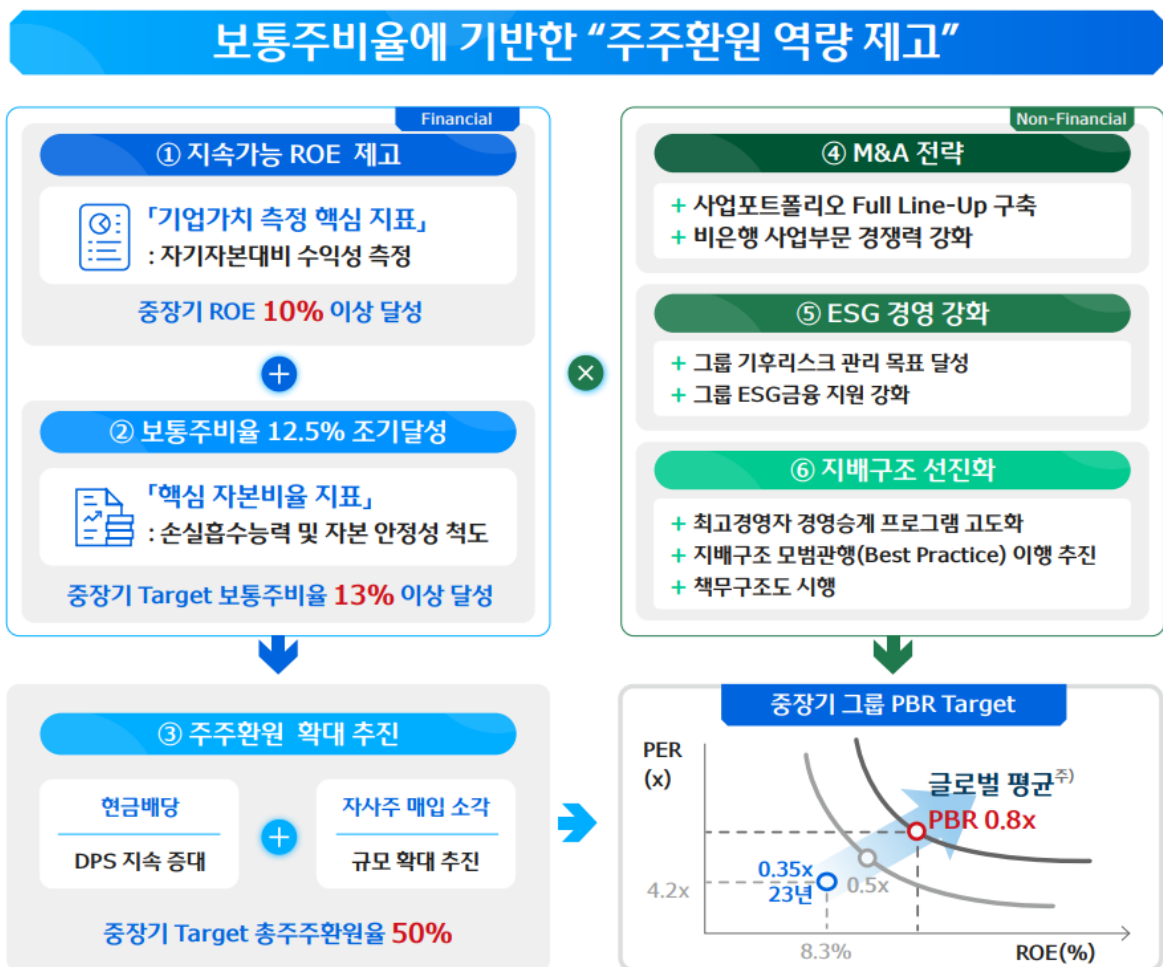 보통주비율에 기반한 “주주환원 역량 제고”
Financial
① 지속가능 ROE 제고
「기업가치 측정 핵심 지표」
: 자기자본대비 수익성 측정
중장기 ROE 10% 이상 달성
+
② 보통주비율 12.5% 조기달성
「핵심 자본비율 지표」
: 손실흡수능력 및 자본 안정성 척도
중장기 Target 보통주비율 13% 이상 달성
×
Non-Financial
④ M&A 전략
+ 사업포트폴리오 Full Line-Up 구축
+ 비은행 사업부문 경쟁력 강화
⑤ ESG 경영 강화
+ 그룹 기후리스크 관리 목표 달성
+ 그룹 ESG금융 지원 강화
⑥ 지배구조 선진화
+ 최고경영자 경영승계 프로그램 고도화
+ 지배구조 모범관행(Best Practice) 이행 추진
+ 책무구조도 시행
③ 주주환원 확대 추진
현금배당
DPS 지속 증대
+
자사주 매입 소각
규모 확대 추진
중장기 Target 총주주환원율 50%
중장기 그룹 PBR Target
PER
(x)
글로벌 평균주)
PBR 0.8x
0.35x
23년
0.5x
4.2x
8.3%
ROE(%)